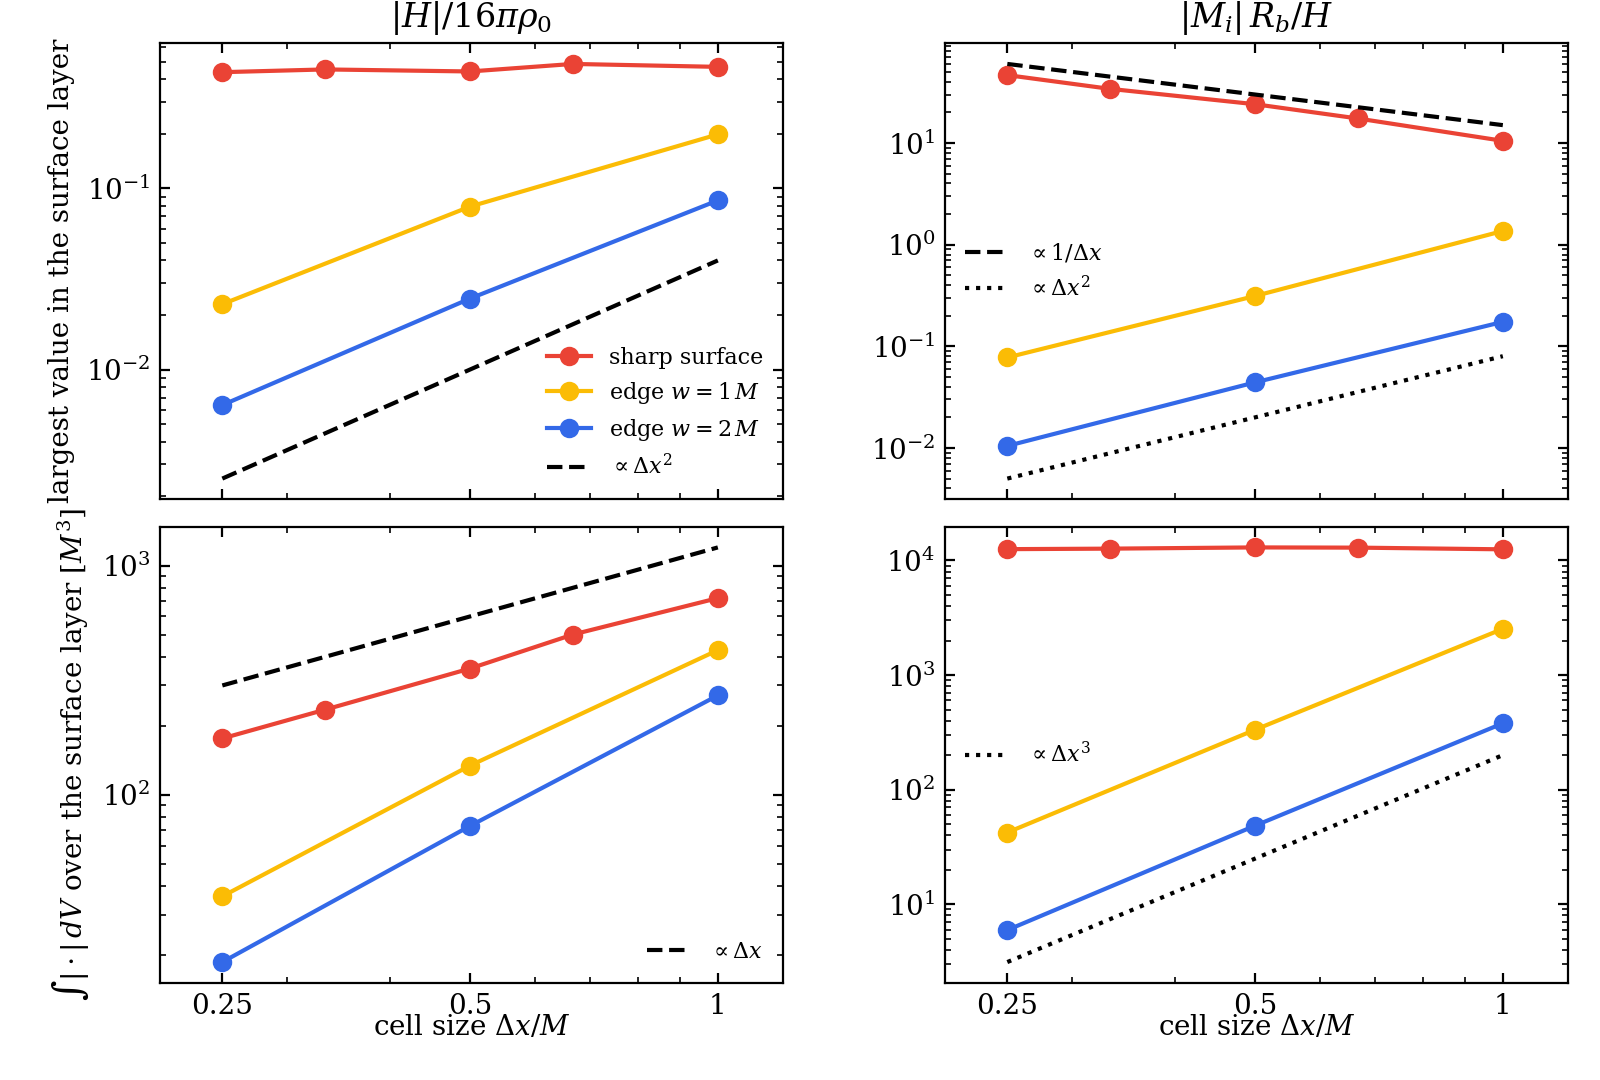 |H|/16πρ₀
|Mᵢ| R_b/H
largest value in the surface layer
10⁻¹
10⁻²
sharp surface
edge w = 1 M
edge w = 2 M
∝ Δx²
10¹
10⁰
10⁻¹
10⁻²
∝ 1/Δx
∝ Δx²
∫| · | dV over the surface layer [M³]
10³
10²
∝ Δx
0.25
0.5
1
cell size Δx/M
10⁴
10³
10²
10¹
∝ Δx³
0.25
0.5
1
cell size Δx/M